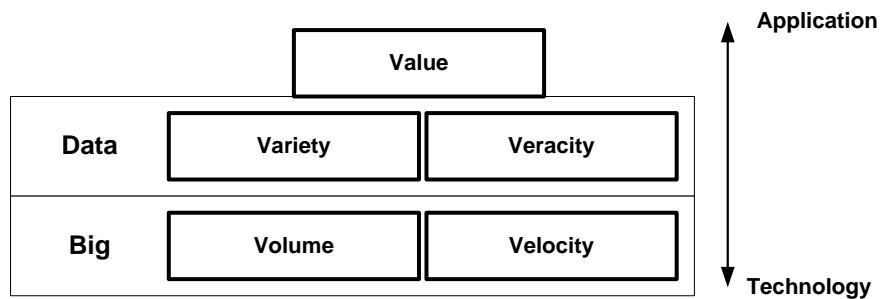 Application
Value
Data Variety Veracity
Big Volume Velocity
Technology